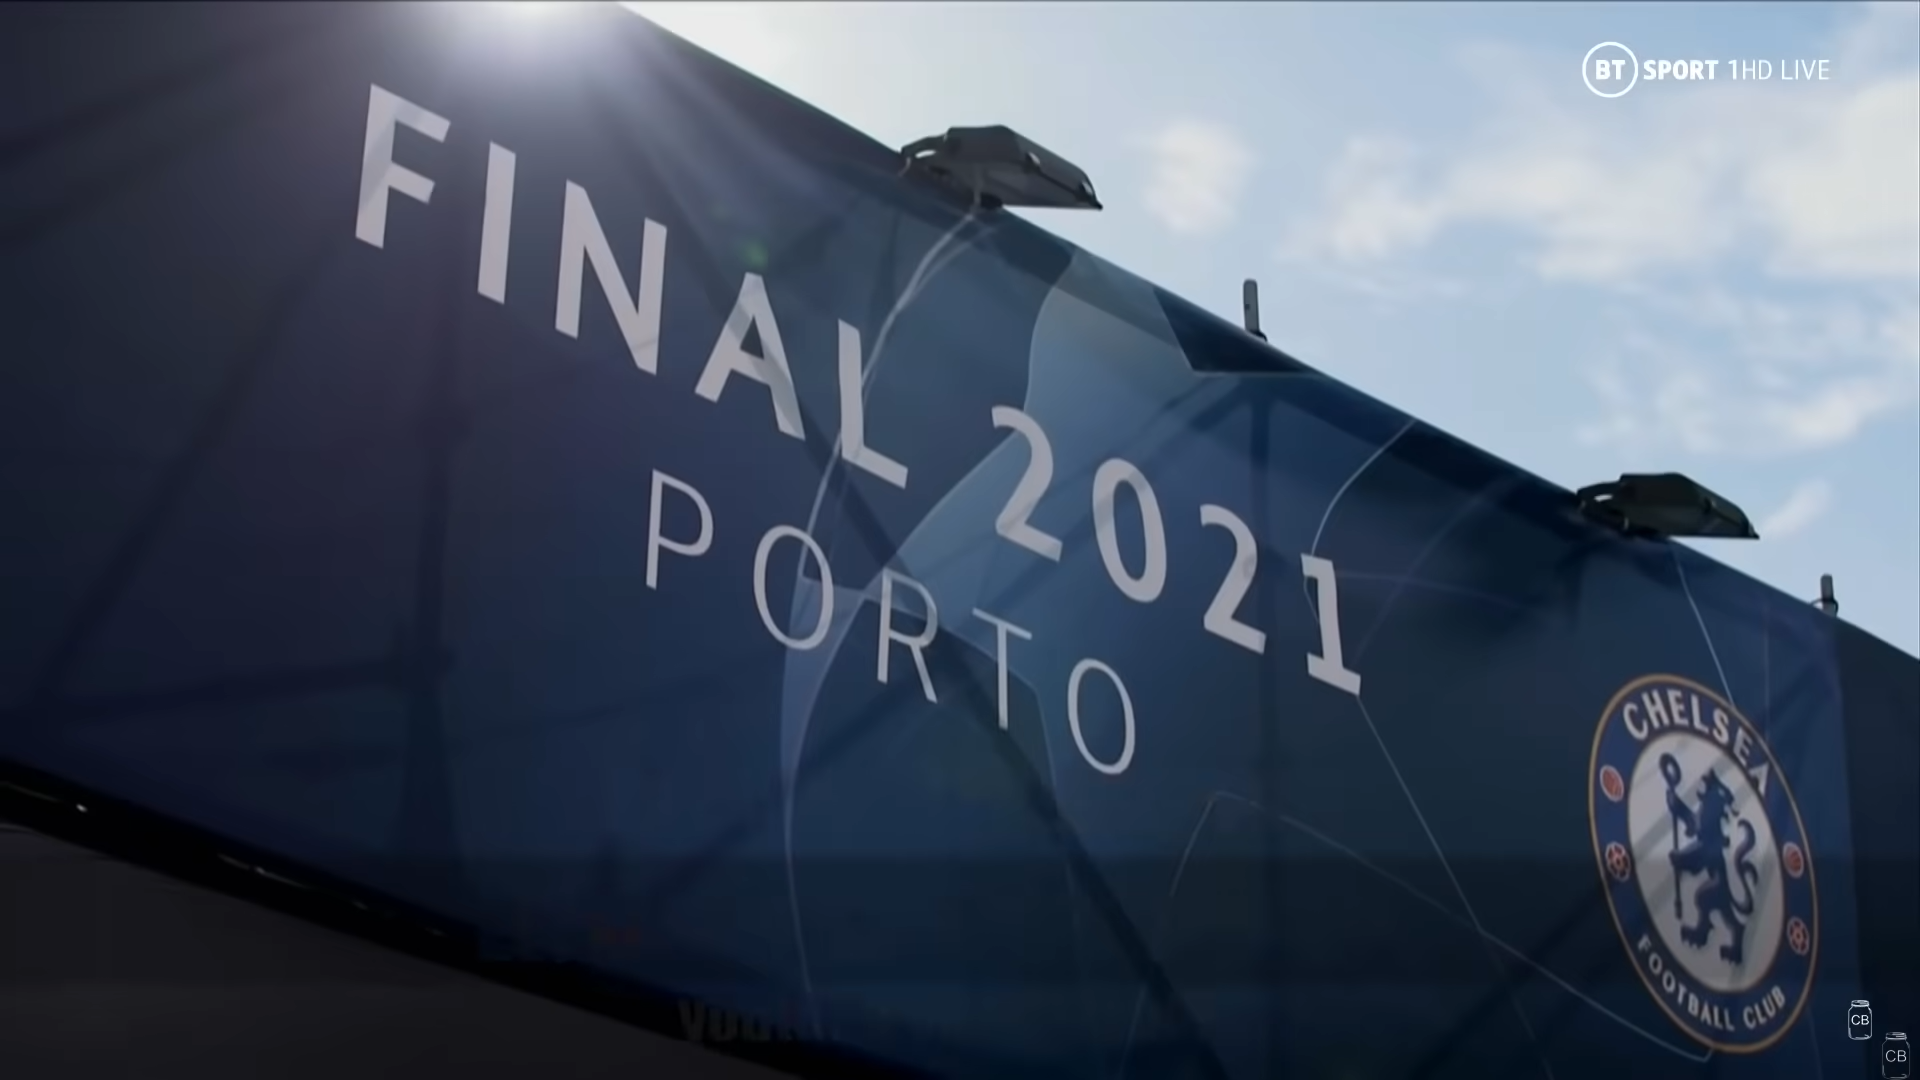 BT SPORT 1HD LIVE
FINAL 2021
PORTO
CHELSEA
FOOTBALL CLUB
CB
CB